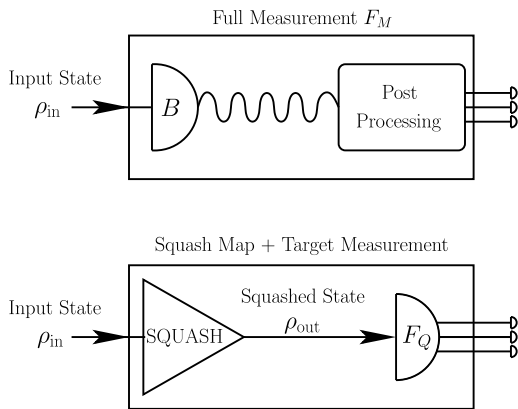 Full Measurement F_M
Input State
ρ_in
B
Post
Processing
Squash Map + Target Measurement
Input State
ρ_in
SQUASH
Squashed State
ρ_out
F_Q